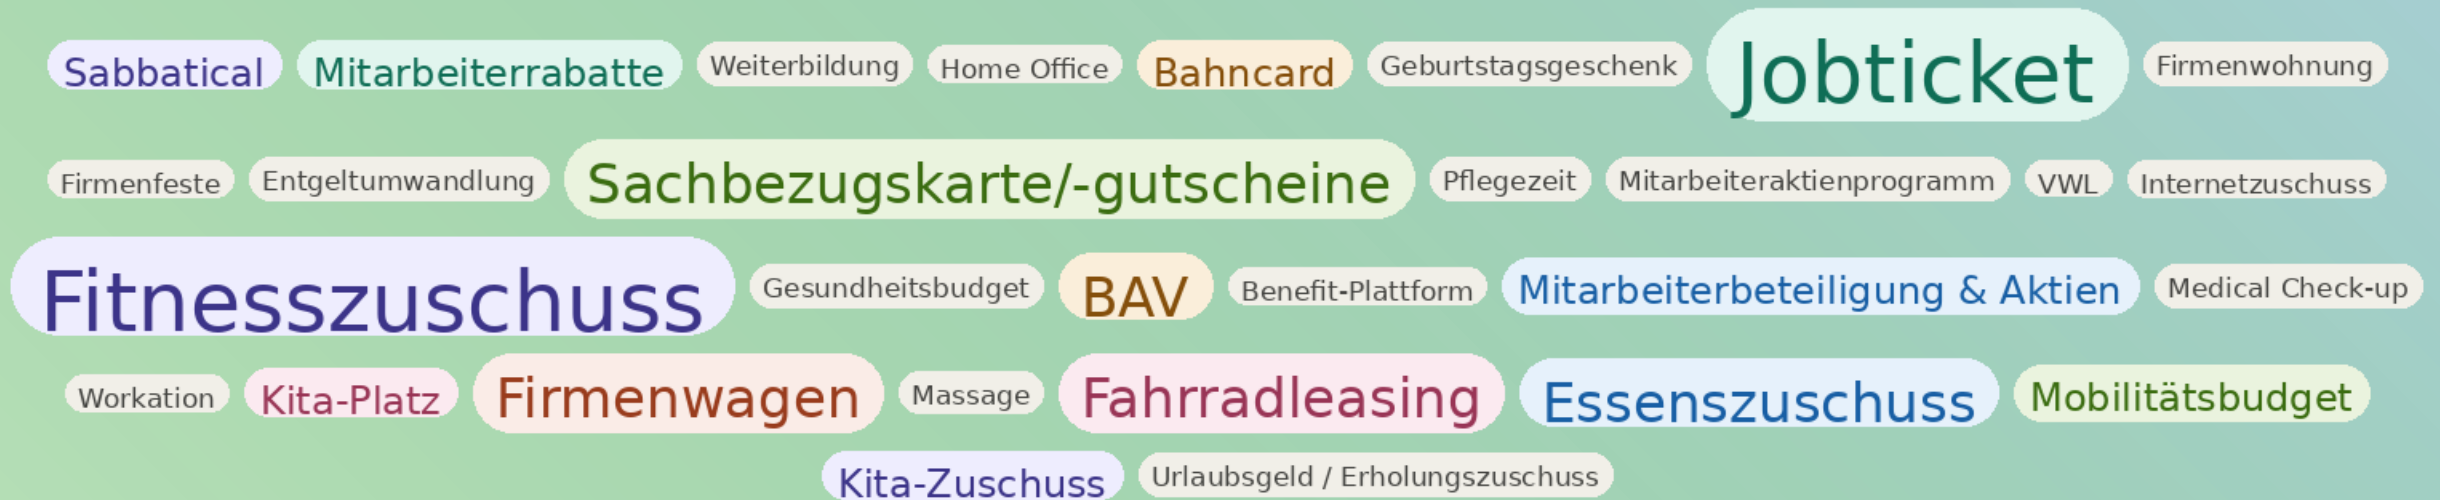 Sabbatical Mitarbeiterrabatte Weiterbildung Home Office Bahncard Geburtstagsgeschenk Jobticket Firmenwohnung
Firmenfeste Entgeltumwandlung Sachbezugskarte/-gutscheine Pflegezeit Mitarbeiteraktienprogramm VWL Internetzuschuss
Fitnesszuschuss Gesundheitsbudget BAV Benefit-Plattform Mitarbeiterbeteiligung & Aktien Medical Check-up
Workation Kita-Platz Firmenwagen Massage Fahrradleasing Essenszuschuss Mobilitätsbudget
Kita-Zuschuss Urlaubsgeld / Erholungszuschuss